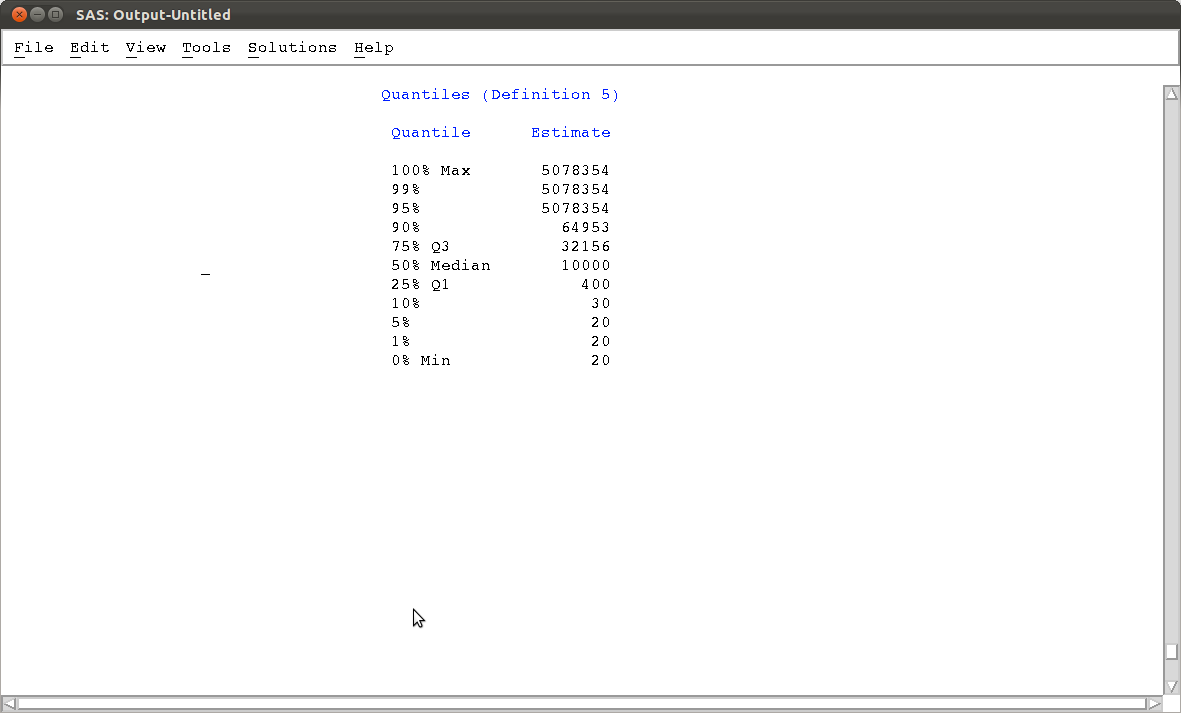 SAS: Output-Untitled
File Edit View Tools Solutions Help
Quantiles (Definition 5)
Quantile Estimate
100% Max 5078354
99% 5078354
95% 5078354
90% 64953
75% Q3 32156
50% Median 10000
25% Q1 400
10% 30
5% 20
1% 20
0% Min 20